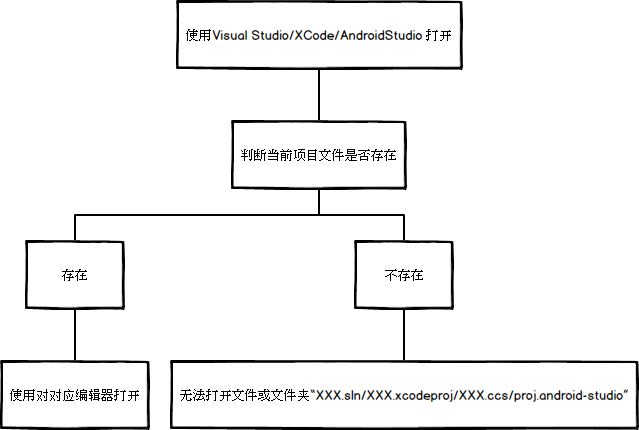 使用Visual Studio/XCode/AndroidStudio 打开
判断当前项目文件是否存在
存在
不存在
使用对对应编辑器打开
无法打开文件或文件夹“XXX.sln/XXX.xcodeproj/XXX.ccs/proj.android-studio”